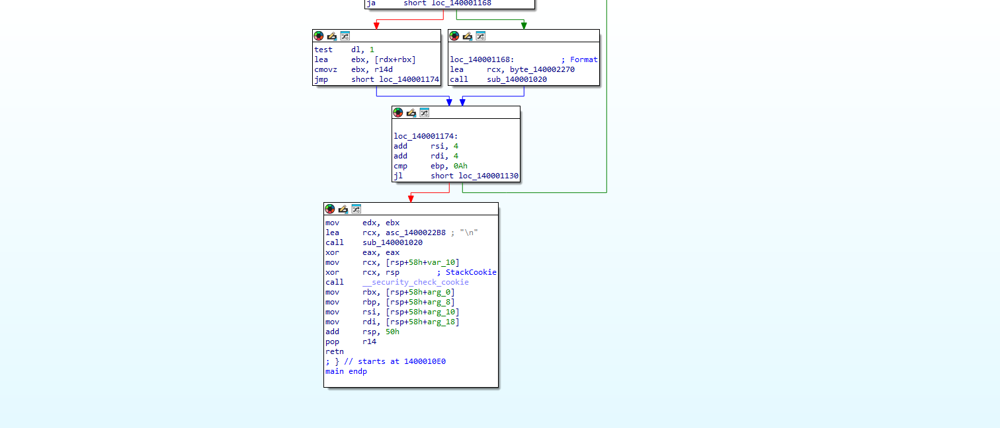 ja      short loc_140001168
test    dl, 1
lea     ebx, [rdx+rbx]
cmovz   ebx, r14d
jmp     short loc_140001174
loc_140001168:          ; Format
lea     rcx, byte_140002270
call    sub_140001020
loc_140001174:
add     rsi, 4
add     rdi, 4
cmp     ebp, 0Ah
jl      short loc_140001130
mov     edx, ebx
lea     rcx, asc_1400022B8 ; "\n"
call    sub_140001020
xor     eax, eax
mov     rcx, [rsp+58h+var_10]
xor     rcx, rsp        ; StackCookie
call    __security_check_cookie
mov     rbx, [rsp+58h+arg_0]
mov     rbp, [rsp+58h+arg_8]
mov     rsi, [rsp+58h+arg_10]
mov     rdi, [rsp+58h+arg_18]
add     rsp, 50h
pop     r14
retn
; } // starts at 1400010E0
main endp